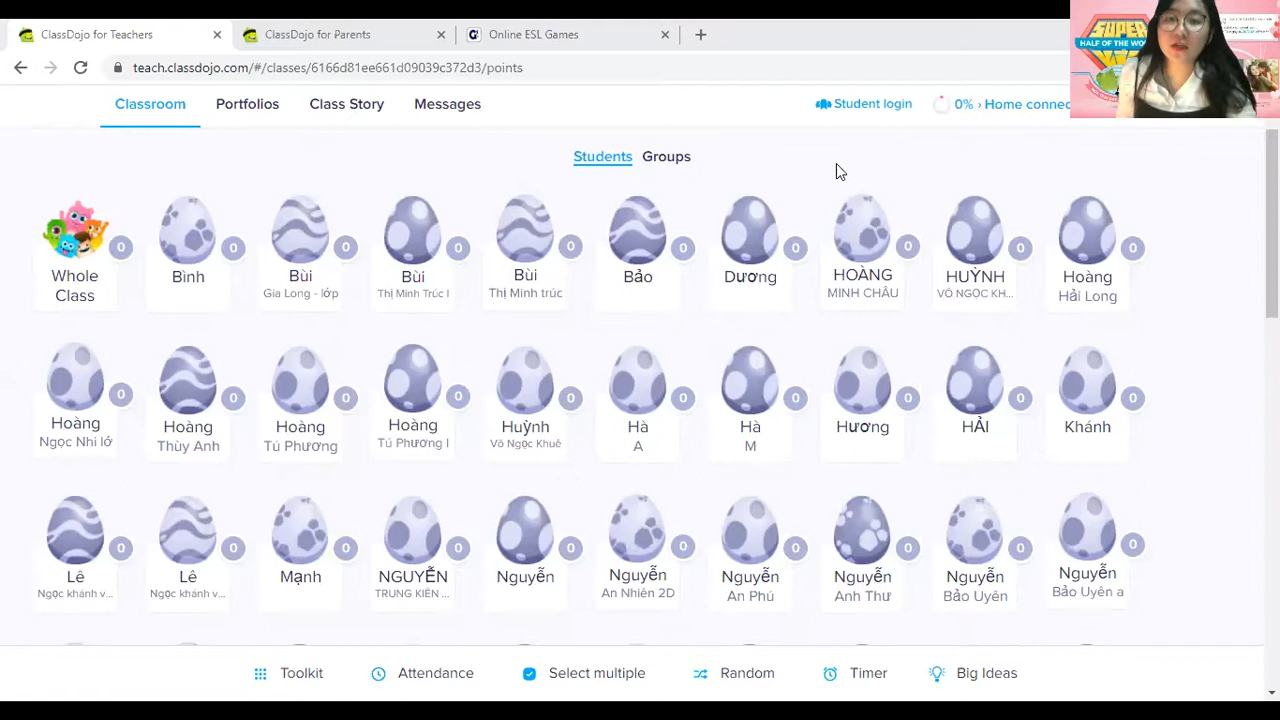 ClassDojo for Teachers
ClassDojo for Parents
teach.classdojo.com/#/classes/
/points
SUPER
HALF OF THE
Classroom
Portfolios
Class Story
Messages
Student login
0% › Home connec
Students
Groups
0
0
0
0
0
0
0
0
0
0
Whole
Class
Bình
Bùi
Gia Long - lớp
Bùi
Thị Minh Trúc l
Bùi
Thị Minh trúc
Bảo
Dương
HOÀNG
MINH CHÂU
HUỲNH
VÕ NGỌC KH...
Hoàng
Hải Long
0
0
0
0
0
0
0
0
0
0
Hoàng
Ngọc Nhi lớ
Hoàng
Thùy Anh
Hoàng
Tú Phương
Hoàng
Tú Phương l
Huỳnh
Võ Ngọc Khuê
Hà
A
Hà
M
Hương
HẢI
Khánh
0
0
0
0
0
0
0
0
0
0
Lê
Ngọc khánh v...
Lê
Ngọc khánh v...
Mạnh
NGUYỄN
TRUNG KIÊN ...
Nguyễn
Nguyễn
An Nhiên 2D
Nguyễn
An Phú
Nguyễn
Anh Thư
Nguyễn
Bảo Uyên
Nguyễn
Bảo Uyên a
Toolkit
Attendance
Select multiple
Random
Timer
Big Ideas